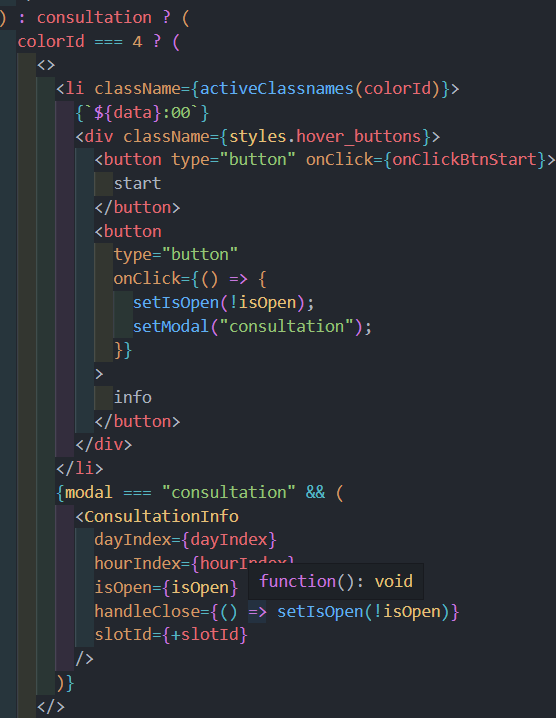 ) : consultation ? (
colorId === 4 ? (
<>
<li className={activeClassnames(colorId)}>
{`${data}:00`}
<div className={styles.hover_buttons}>
<button type="button" onClick={onClickBtnStart}>
start
</button>
<button
type="button"
onClick={() => {
setIsOpen(!isOpen);
setModal("consultation");
}}
>
info
</button>
</div>
</li>
{modal === "consultation" && (
<ConsultationInfo
dayIndex={dayIndex}
hourIndex={hourIndex}
isOpen={isOpen}
function(): void
handleClose={() => setIsOpen(!isOpen)}
slotId={+slotId}
/>
)}
</>